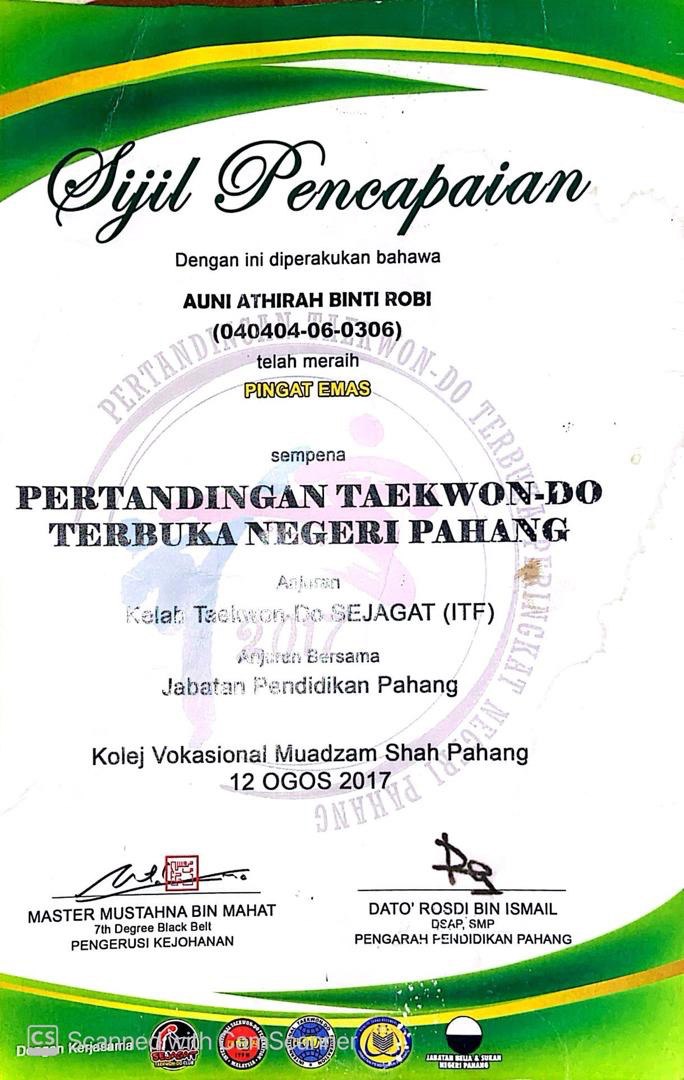 Sijil Pencapaian
Dengan ini diperakukan bahawa
AUNI ATHIRAH BINTI ROBI
(040404-06-0306)
telah meraih
PINGAT EMAS
sempena
PERTANDINGAN TAEKWON-DO
TERBUKA NEGERI PAHANG
Anjuran
Kelab Taekwon-Do SEJAGAT (ITF)
Anjuran Bersama
Jabatan Pendidikan Pahang
Kolej Vokasional Muadzam Shah Pahang
12 OGOS 2017
PERTANDINGAN TAEKWON-DO TERBUKA PERINGKAT NEGERI PAHANG
2017
MASTER MUSTAHNA BIN MAHAT
7th Degree Black Belt
PENGERUSI KEJOHANAN
DATO' ROSDI BIN ISMAIL
DSAP, SMP
PENGARAH PENDIDIKAN PAHANG
Dengan Kerjasama
SEJAGAT
JABATAN BELIA & SUKAN
NEGERI PAHANG
CS Scanned with CamScanner